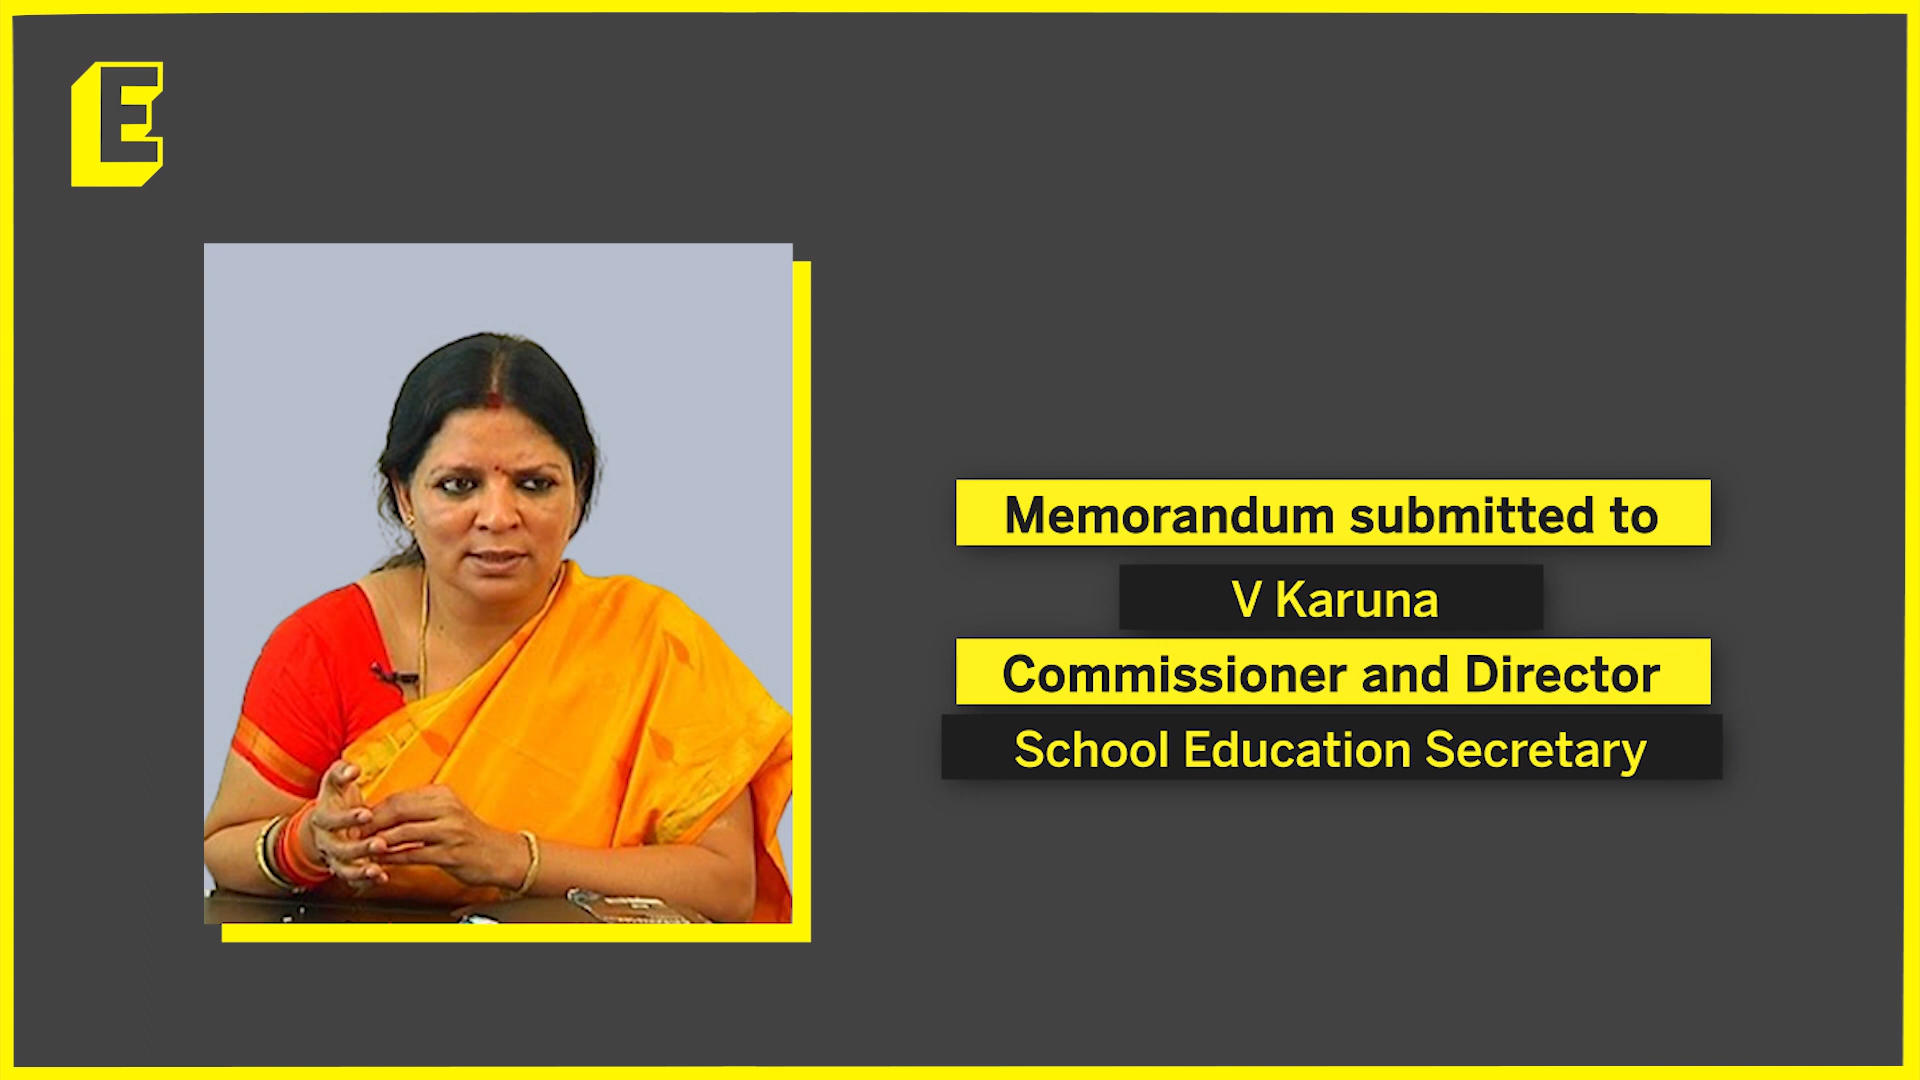 E
Memorandum submitted to
V Karuna
Commissioner and Director
School Education Secretary